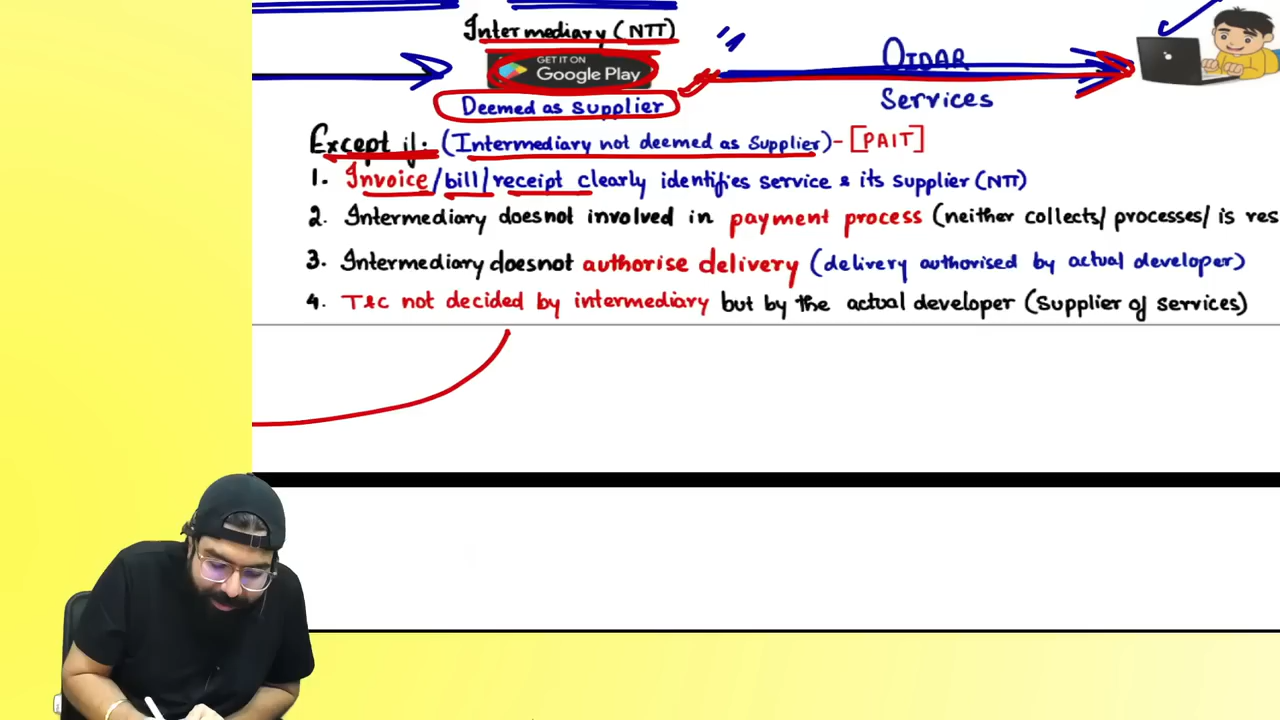 Intermediary (NTT)
GET IT ON
Google Play
Deemed as supplier
OIDAR
Services
Except if: (Intermediary not deemed as Supplier) - [PAIT]
1. Invoice/bill/receipt clearly identifies service & its supplier (NTT)
2. Intermediary doesnot involved in payment process (neither collects/ processes/ is res
3. Intermediary doesnot authorise delivery (delivery authorised by actual developer)
4. T&C not decided by intermediary but by the actual developer (Supplier of services)